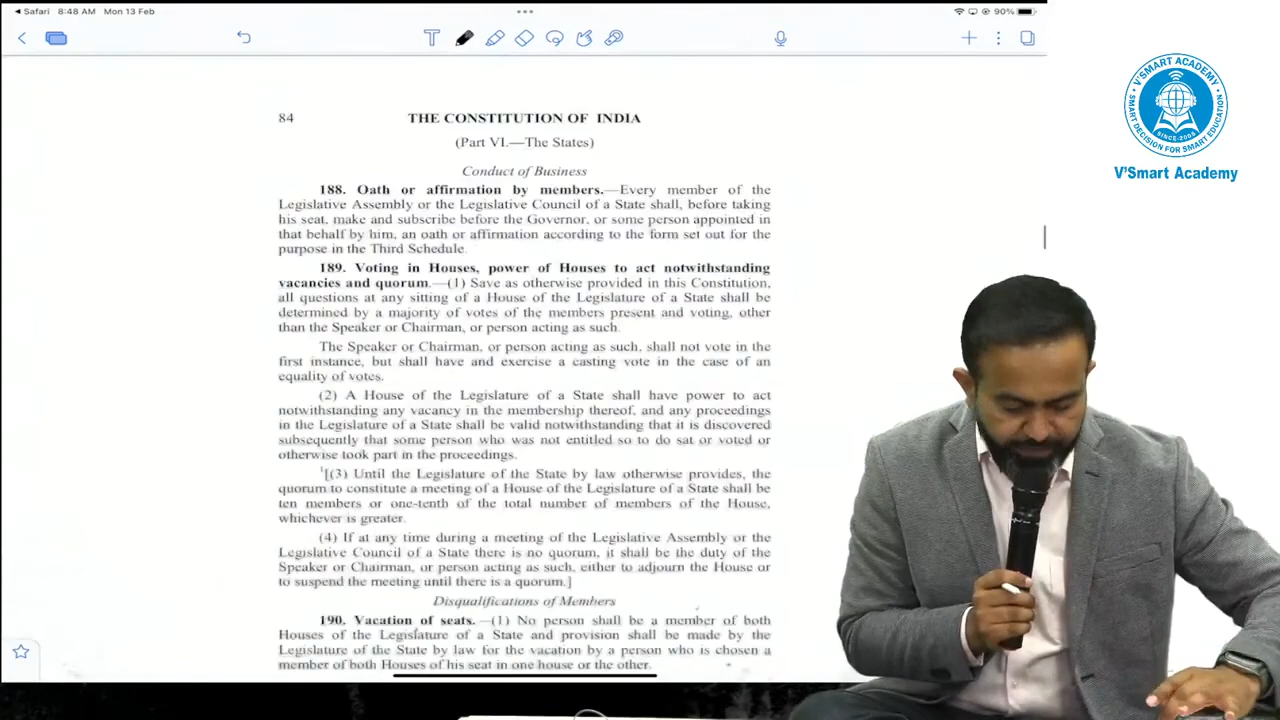 Safari 8:48 AM Mon 13 Feb
90%
84 THE CONSTITUTION OF INDIA
(Part VI.—The States)
Conduct of Business
188. Oath or affirmation by members.—Every member of the
Legislative Assembly or the Legislative Council of a State shall, before taking
his seat, make and subscribe before the Governor, or some person appointed in
that behalf by him, an oath or affirmation according to the form set out for the
purpose in the Third Schedule.
189. Voting in Houses, power of Houses to act notwithstanding
vacancies and quorum.—(1) Save as otherwise provided in this Constitution,
all questions at any sitting of a House of the Legislature of a State shall be
determined by a majority of votes of the members present and voting, other
than the Speaker or Chairman, or person acting as such.
The Speaker or Chairman, or person acting as such, shall not vote in the
first instance, but shall have and exercise a casting vote in the case of an
equality of votes.
(2) A House of the Legislature of a State shall have power to act
notwithstanding any vacancy in the membership thereof, and any proceedings
in the Legislature of a State shall be valid notwithstanding that it is discovered
subsequently that some person who was not entitled so to do sat or voted or
otherwise took part in the proceedings.
1[(3) Until the Legislature of the State by law otherwise provides, the
quorum to constitute a meeting of a House of the Legislature of a State shall be
ten members or one-tenth of the total number of members of the House,
whichever is greater.
(4) If at any time during a meeting of the Legislative Assembly or the
Legislative Council of a State there is no quorum, it shall be the duty of the
Speaker or Chairman, or person acting as such, either to adjourn the House or
to suspend the meeting until there is a quorum.]
Disqualifications of Members
190. Vacation of seats.—(1) No person shall be a member of both
Houses of the Legislature of a State and provision shall be made by the
Legislature of the State by law for the vacation by a person who is chosen a
member of both Houses of his seat in one house or the other.
V'SMART ACADEMY
SMART DECISION FOR SMART EDUCATION
SINCE-2008
V'Smart Academy